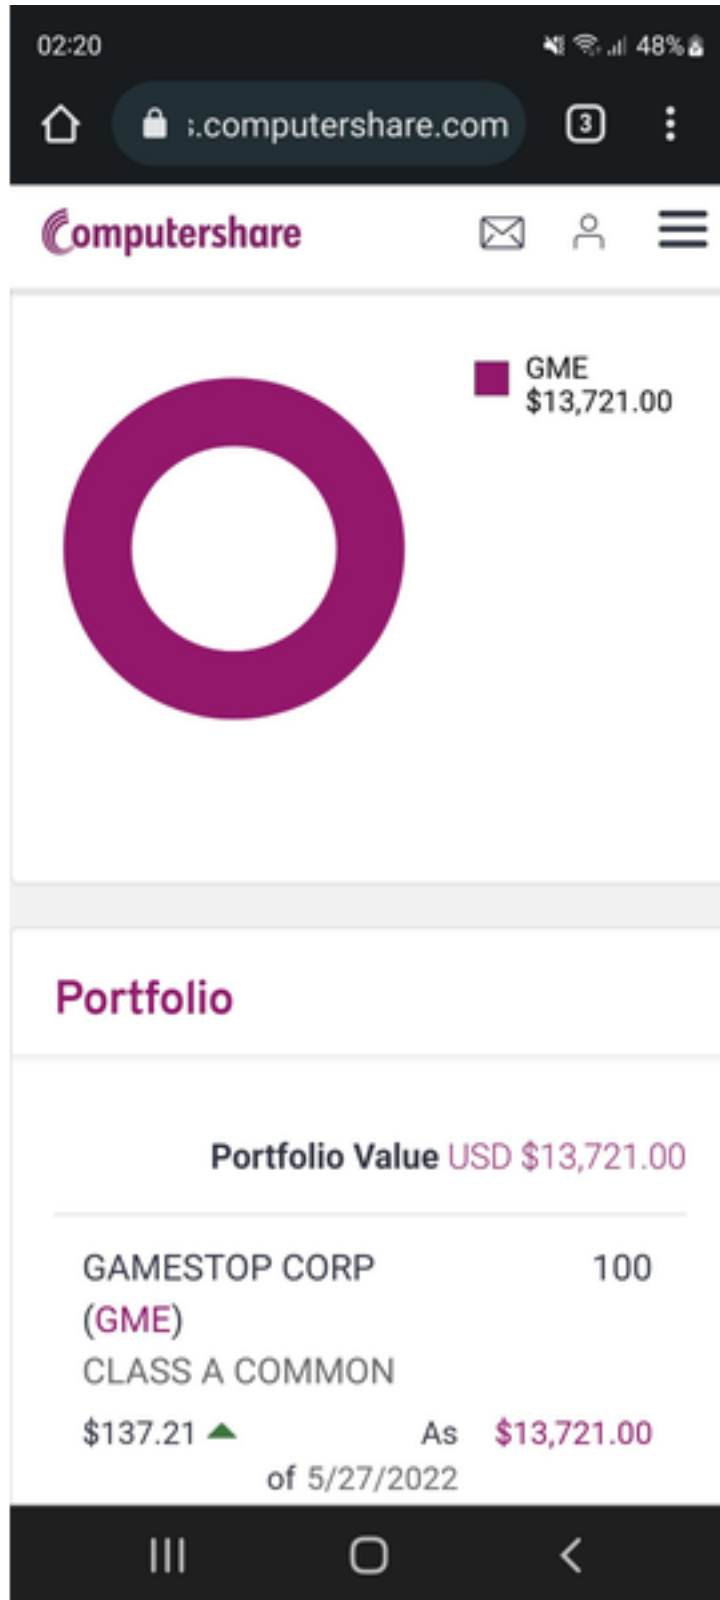 02:20 48%
s.computershare.com 3
Computershare
GME
$13,721.00
Portfolio
Portfolio Value USD $13,721.00
GAMESTOP CORP 100
(GME)
CLASS A COMMON
$137.21 As $13,721.00
of 5/27/2022